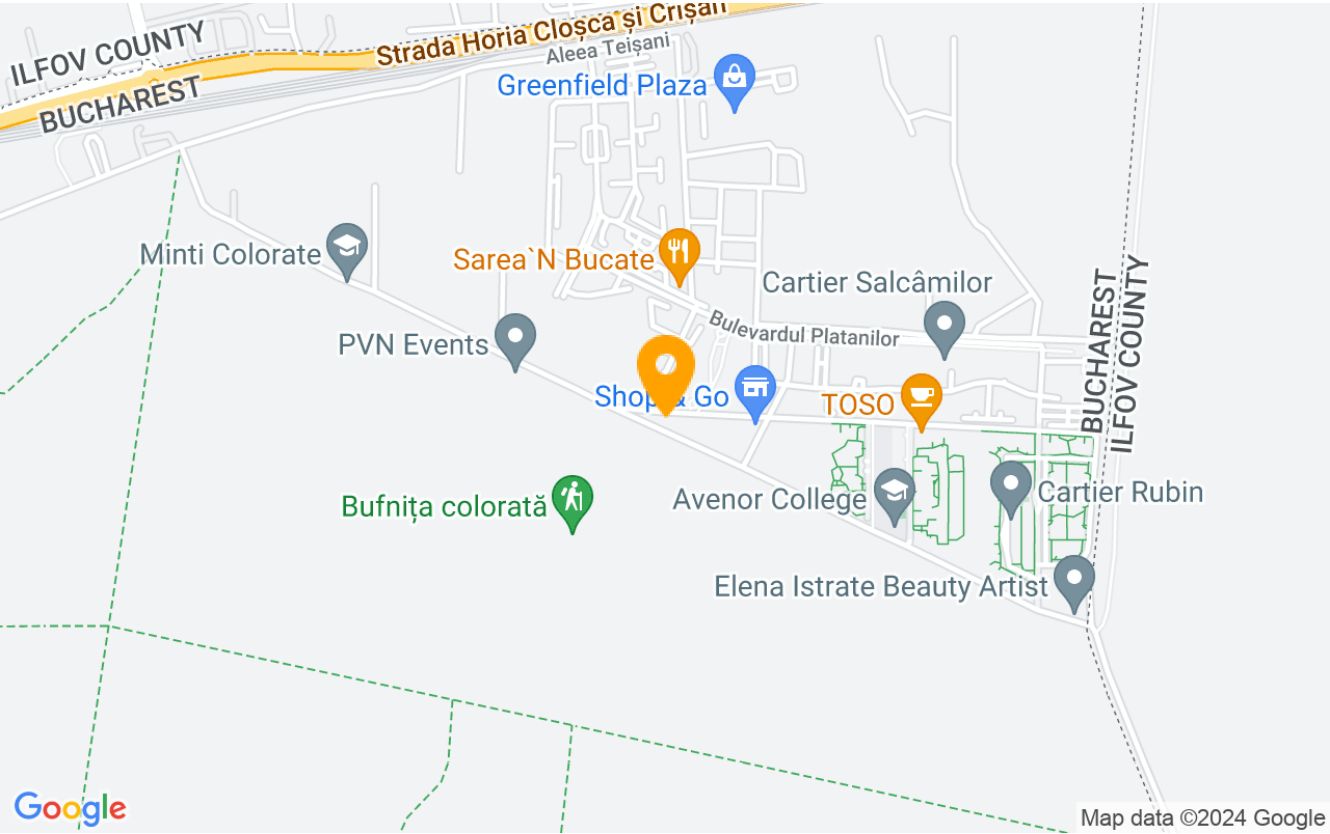 ILFOV COUNTY
BUCHAREST
Strada Horia Cloșca și Crișan
Aleea Teișani
Greenfield Plaza
Minti Colorate
Sarea`N Bucate
Cartier Salcâmilor
PVN Events
Bulevardul Platanilor
BUCHAREST
ILFOV COUNTY
Shop & Go
TOSO
Bufnița colorată
Avenor College
Cartier Rubin
Elena Istrate Beauty Artist
Google
Map data ©2024 Google